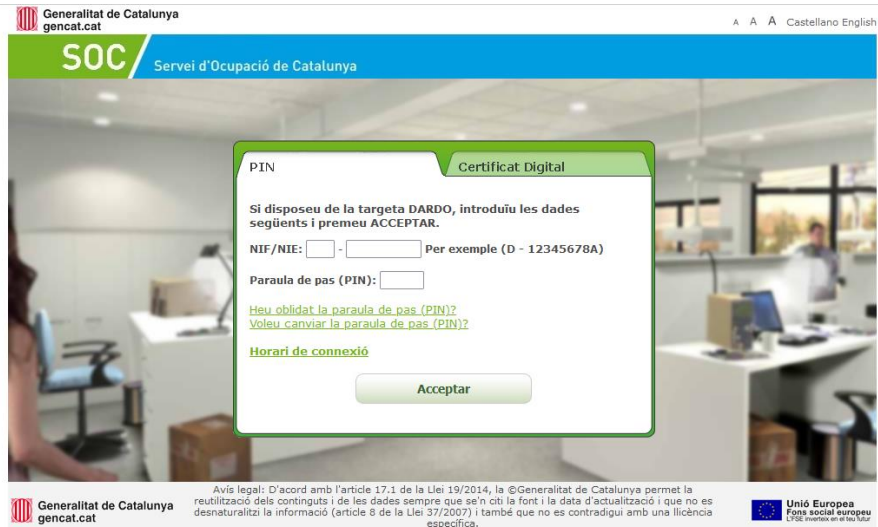 Generalitat de Catalunya
gencat.cat
A A A Castellano English
SOC Servei d'Ocupació de Catalunya
PIN
Certificat Digital
Si disposeu de la targeta DARDO, introduïu les dades
següents i premeu ACCEPTAR.
NIF/NIE: - Per exemple (D - 12345678A)
Paraula de pas (PIN):
Heu oblidat la paraula de pas (PIN)?
Voleu canviar la paraula de pas (PIN)?
Horari de connexió
Acceptar
Generalitat de Catalunya
gencat.cat
Avís legal: D'acord amb l'article 17.1 de la Llei 19/2014, la ©Generalitat de Catalunya permet la
reutilització dels continguts i de les dades sempre que se'n citi la font i la data d'actualització i que no es
desnaturalitzi la informació (article 8 de la Llei 37/2007) i també que no es contradigui amb una llicència
específica.
Unió Europea
Fons social europeu
L'FSE inverteix en el teu futur